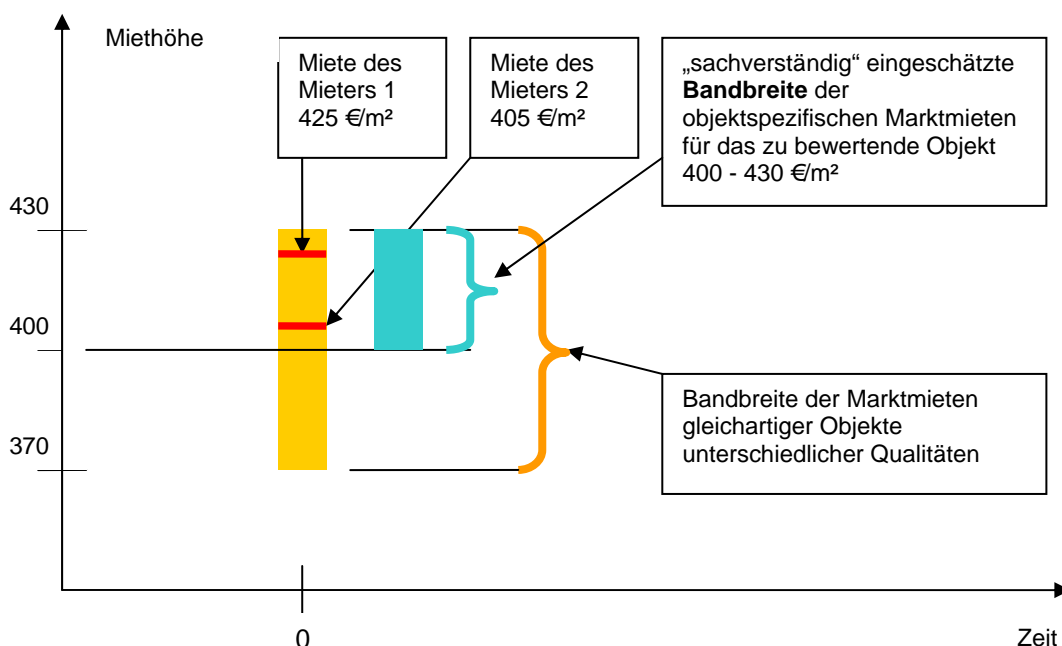 Miethöhe
Miete des
Mieters 1
425 €/m²
Miete des
Mieters 2
405 €/m²
„sachverständig“ eingeschätzte
Bandbreite der
objektspezifischen Marktmieten
für das zu bewertende Objekt
400 - 430 €/m²
430
400
370
Bandbreite der Marktmieten
gleichartiger Objekte
unterschiedlicher Qualitäten
0
Zeit